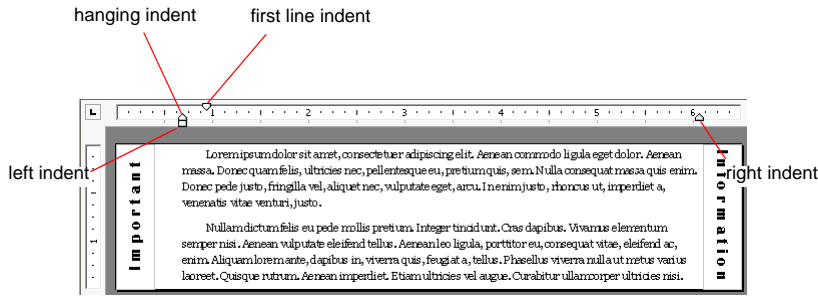 hanging indent
first line indent
L
1 2 3 4 5 6
left indent
right indent
1
Important
Lorem ipsum dolor sit amet, consectetuer adipiscing elit. Aenean commodo ligula eget dolor. Aenean
massa. Donec quam felis, ultricies nec, pellentesque eu, pretium quis, sem. Nulla consequat massa quis enim.
Donec pede justo, fringilla vel, aliquet nec, vulputate eget, arcu. In enim justo, rhoncus ut, imperdiet a,
venenatis vitae venturi, justo.
Nullam dictum felis eu pede mollis pretium. Integer tincidunt. Cras dapibus. Vivamus elementum
semper nisi. Aenean vulputate eleifend tellus. Aenean leo ligula, porttitor eu, consequat vitae, eleifend ac,
enim. Aliquam lorem ante, dapibus in, viverra quis, feugiat a, tellus. Phasellus viverra nulla ut metus varius
laoreet. Quisque rutrum. Aenean imperdiet. Etiam ultricies vel augue. Curabitur ullamcorper ultricies nisi.
Information